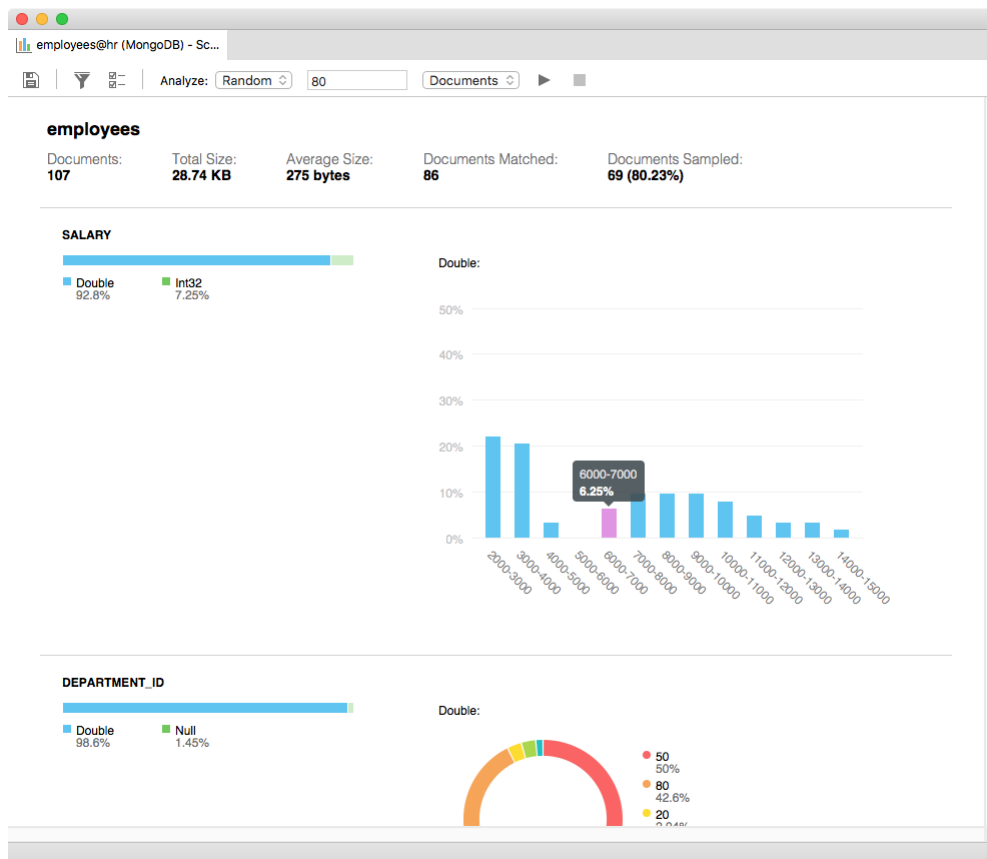 employees@hr (MongoDB) - Sc...
Analyze: Random 80 Documents
employees
Documents: Total Size: Average Size: Documents Matched: Documents Sampled:
107 28.74 KB 275 bytes 86 69 (80.23%)
SALARY
Double Int32
92.8% 7.25%
Double:
50%
40%
30%
20%
10%
0%
6000-7000
6.25%
2000-3000
3000-4000
4000-5000
5000-6000
6000-7000
7000-8000
8000-9000
9000-10000
10000-11000
11000-12000
12000-13000
13000-14000
14000-15000
DEPARTMENT_ID
Double Null
98.6% 1.45%
Double:
50
50%
80
42.6%
20